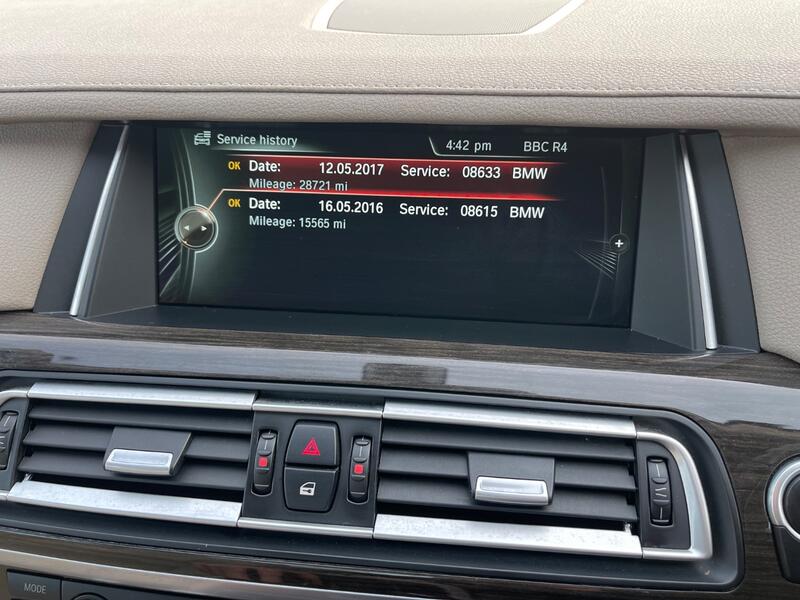 Service history 4:42 pm BBC R4
OK Date: 12.05.2017 Service: 08633 BMW
Mileage: 28721 mi
OK Date: 16.05.2016 Service: 08615 BMW
Mileage: 15565 mi
MODE